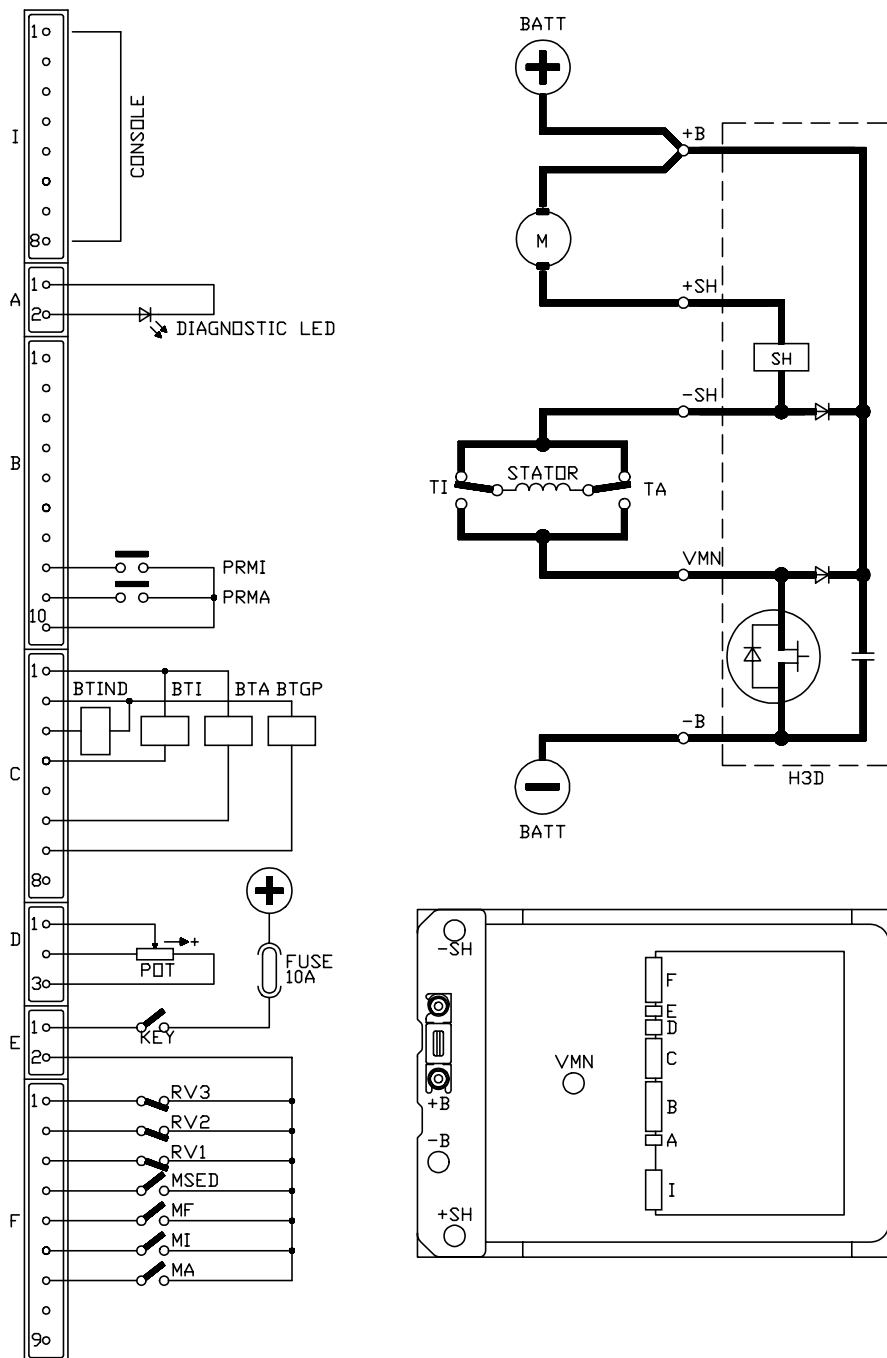 1
I
CONSOLE
8
1
A
2
DIAGNOSTIC LED
1
B
PRMI
PRMA
10
1
BTIND
BTI
BTA
BTGP
C
8
D
1
POT
+
3
FUSE
10A
E
1
KEY
2
1
RV3
RV2
RV1
MSED
MF
F
MI
MA
9
BATT
+B
M
+SH
SH
-SH
TI
STATOR
TA
VMN
-B
H3D
BATT
-SH
F
E
D
VMN
C
+B
B
-B
A
I
+SH